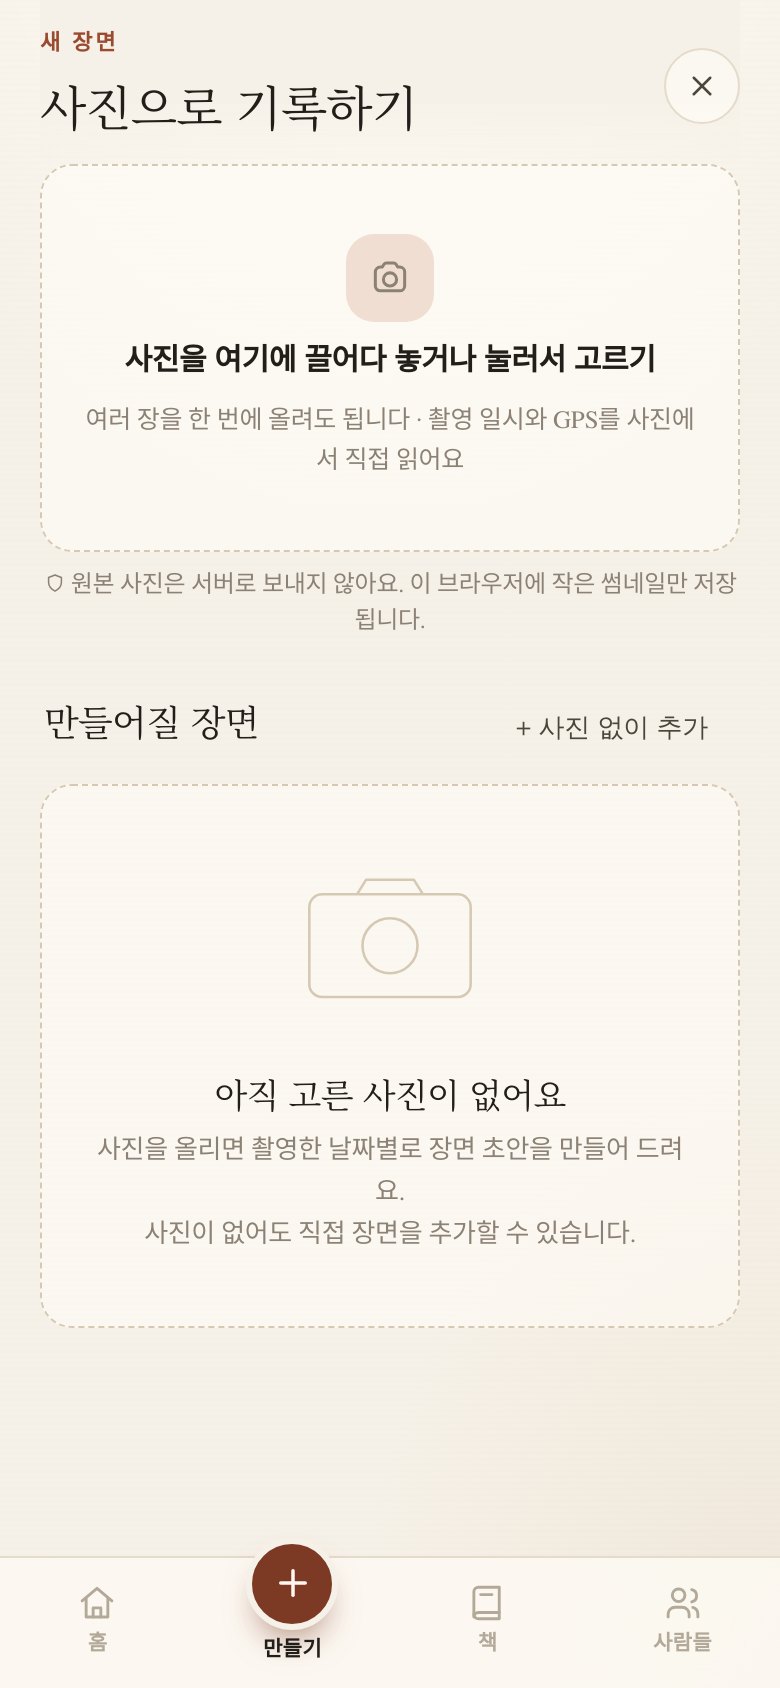 새 장면
사진으로 기록하기
사진을 여기에 끌어다 놓거나 눌러서 고르기
여러 장을 한 번에 올려도 됩니다 · 촬영 일시와 GPS를 사진에
서 직접 읽어요
원본 사진은 서버로 보내지 않아요. 이 브라우저에 작은 썸네일만 저장
됩니다.
만들어질 장면
+ 사진 없이 추가
아직 고른 사진이 없어요
사진을 올리면 촬영한 날짜별로 장면 초안을 만들어 드려
요.
사진이 없어도 직접 장면을 추가할 수 있습니다.
홈
만들기
책
사람들